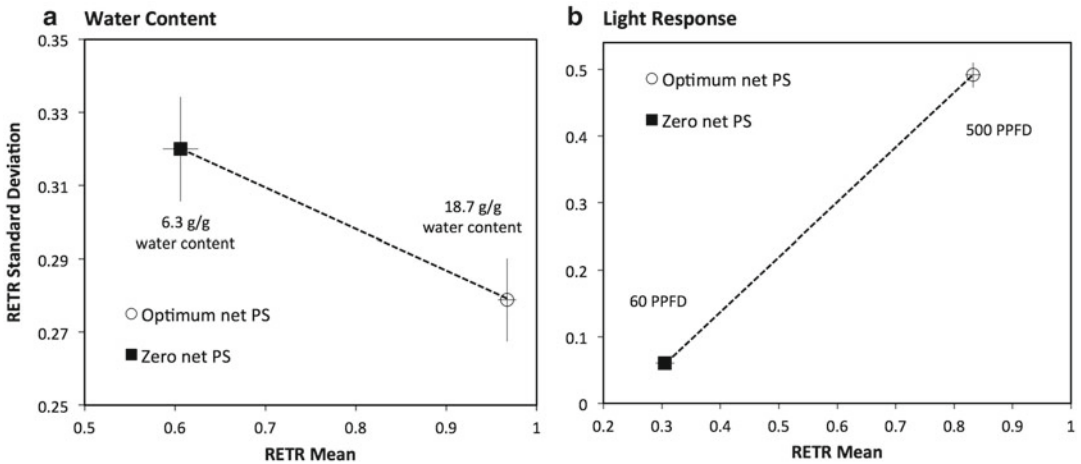 a Water Content
0.35
0.33
0.31
0.29
0.27
0.25
RETR Standard Deviation
6.3 g/g
water content
18.7 g/g
water content
Optimum net PS
Zero net PS
0.5 0.6 0.7 0.8 0.9 1
RETR Mean
b Light Response
0.5
0.4
0.3
0.2
0.1
0
Optimum net PS
Zero net PS
500 PPFD
60 PPFD
0.2 0.3 0.4 0.5 0.6 0.7 0.8 0.9 1
RETR Mean